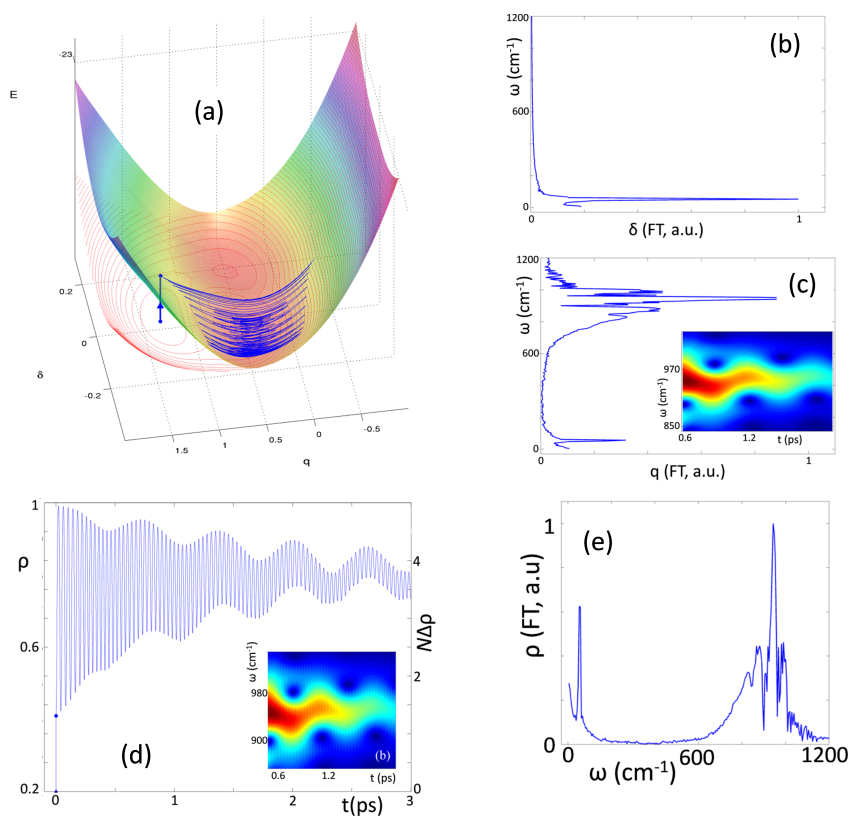 (a)
-23
E
0.2
0
δ
-0.2
1.5
1
0.5
0
-0.5
q
(b)
1200
ω (cm-1)
600
0
0
1
δ (FT, a.u.)
(c)
1200
ω (cm-1)
600
0
0
1
q (FT, a.u.)
970
ω (cm-1)
850
0.6
1.2
t (ps)
(d)
1
ρ
0.6
0.2
0
1
2
3
t(ps)
4
2
0
NΔρ
ω (cm-1)
980
900
(b)
0.6
1.2
t (ps)
(e)
1
ρ (FT, a.u)
0
0
600
1200
ω (cm-1)